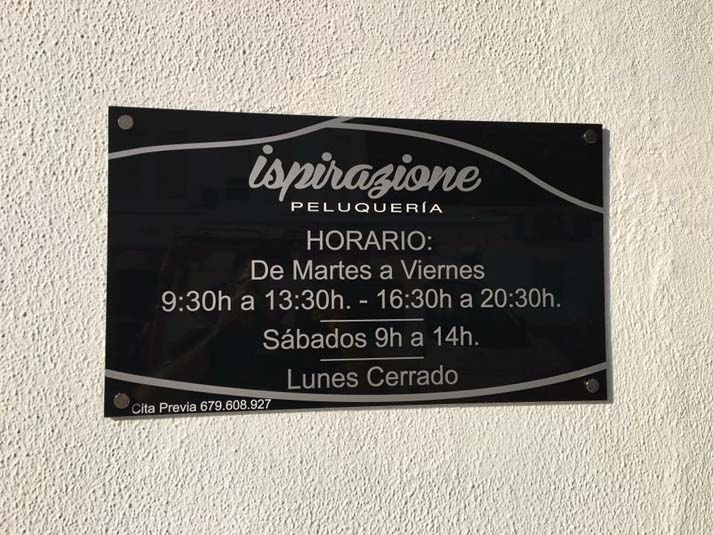 ispirazione
PELUQUERÍA
HORARIO:
De Martes a Viernes
9:30h a 13:30h. - 16:30h a 20:30h.
Sábados 9h a 14h.
Lunes Cerrado
Cita Previa 679.608.927